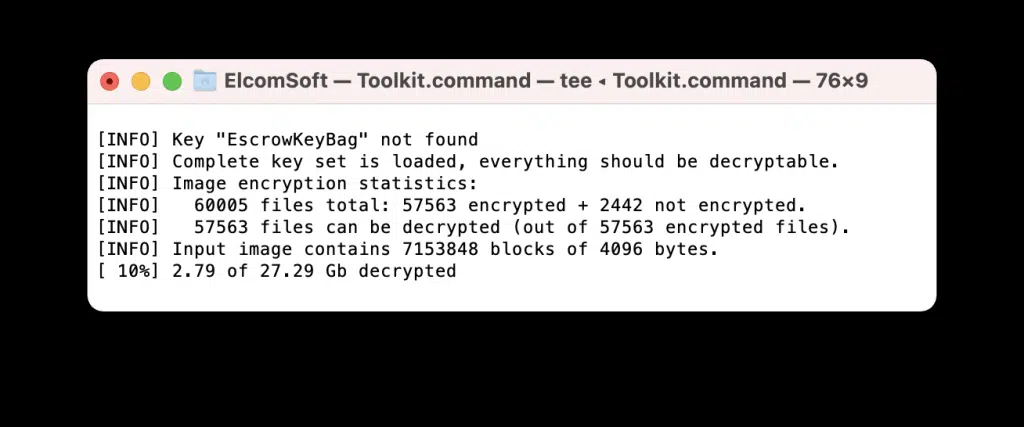 ElcomSoft — Toolkit.command — tee ◂ Toolkit.command — 76×9
[INFO] Key "EscrowKeyBag" not found
[INFO] Complete key set is loaded, everything should be decryptable.
[INFO] Image encryption statistics:
[INFO]   60005 files total: 57563 encrypted + 2442 not encrypted.
[INFO]   57563 files can be decrypted (out of 57563 encrypted files).
[INFO] Input image contains 7153848 blocks of 4096 bytes.
[ 10%] 2.79 of 27.29 Gb decrypted